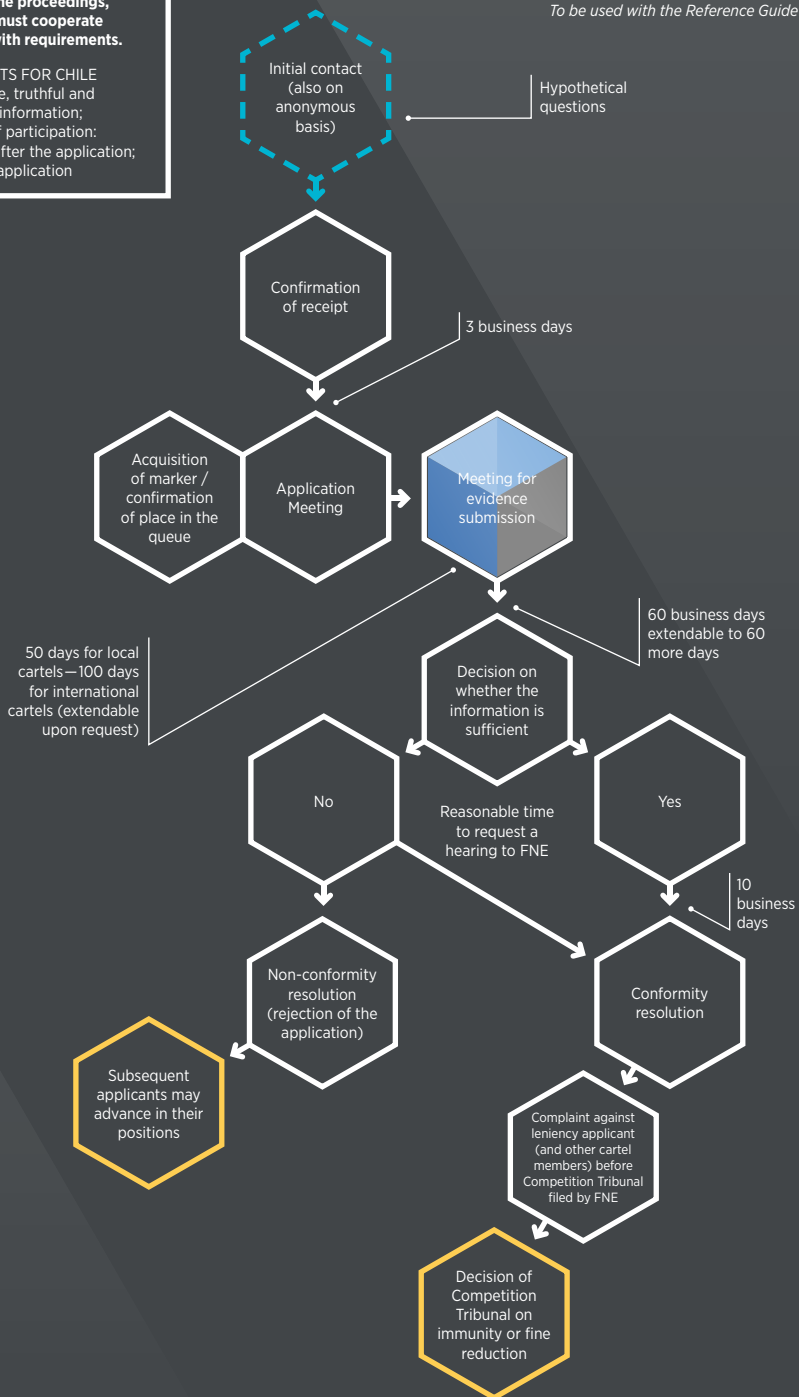 ne proceedings,
must cooperate
with requirements.
TS FOR CHILE
e, truthful and
information;
f participation:
after the application;
application
To be used with the Reference Guide
Initial contact
(also on
anonymous
basis)
Hypothetical
questions
Confirmation
of receipt
3 business days
Acquisition
of marker /
confirmation
of place in the
queue
Application
Meeting
Meeting for
evidence
submission
50 days for local
cartels—100 days
for international
cartels (extendable
upon request)
60 business days
extendable to 60
more days
Decision on
whether the
information is
sufficient
No
Reasonable time
to request a
hearing to FNE
Yes
10
business
days
Non-conformity
resolution
(rejection of the
application)
Conformity
resolution
Subsequent
applicants may
advance in their
positions
Complaint against
leniency applicant
(and other cartel
members) before
Competition Tribunal
filed by FNE
Decision of
Competition
Tribunal on
immunity or fine
reduction